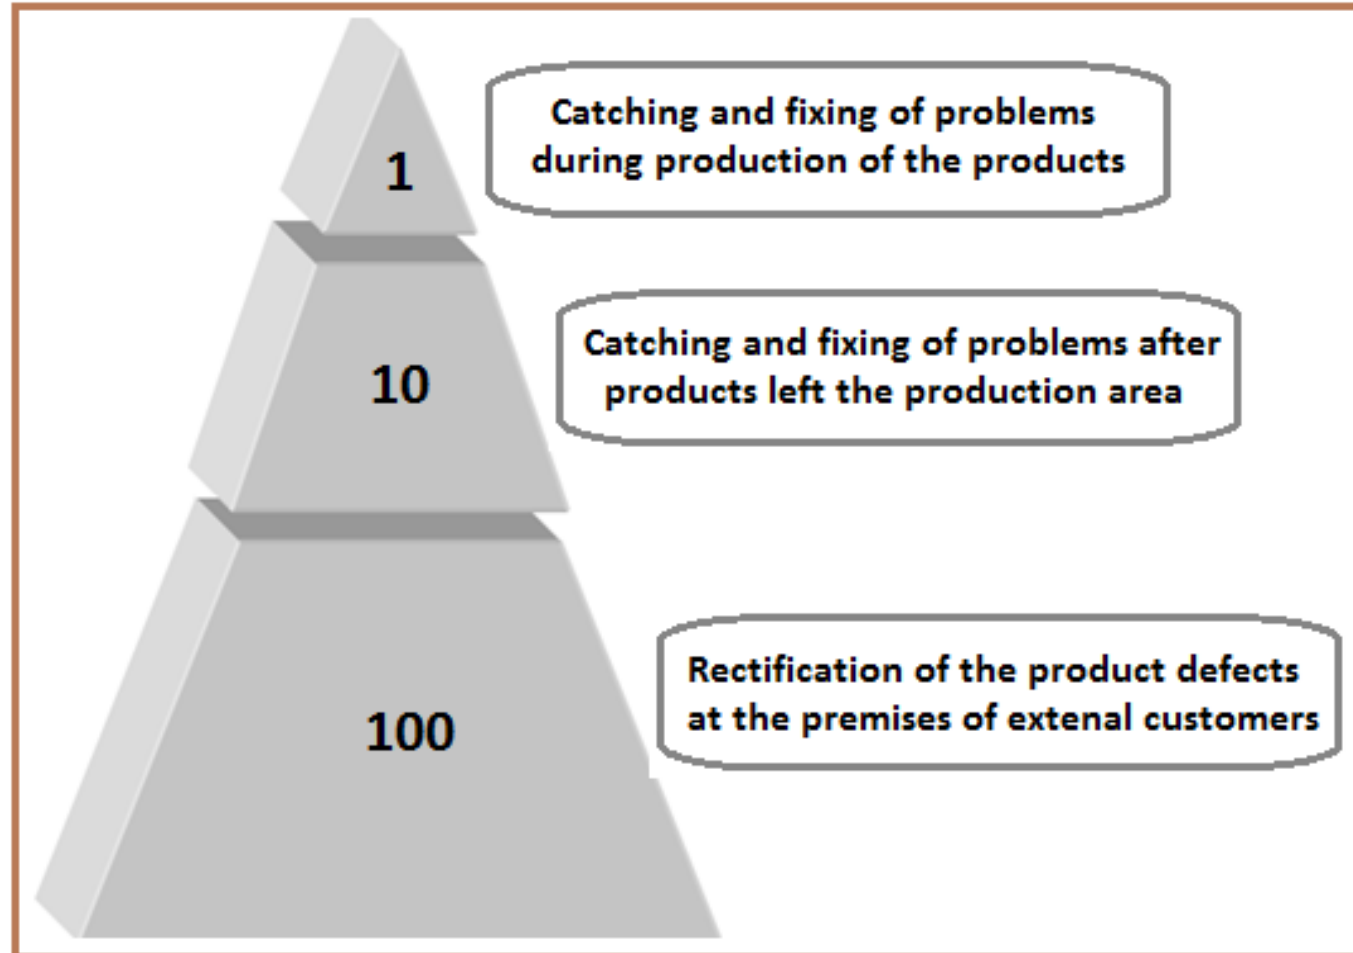 1
Catching and fixing of problems
during production of the products
10
Catching and fixing of problems after
products left the production area
100
Rectification of the product defects
at the premises of extenal customers